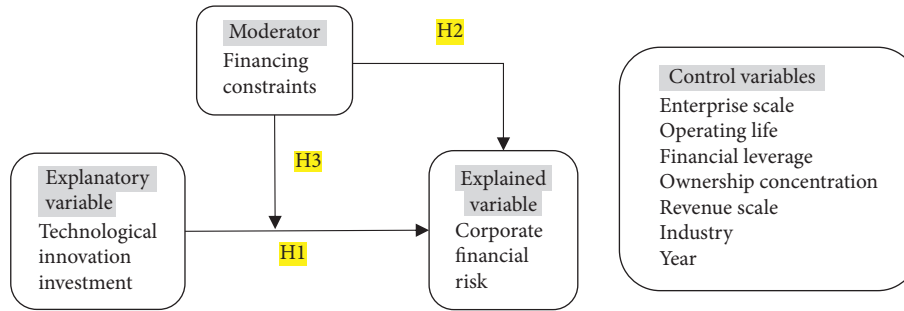 Moderator
Financing
constraints
H2
H3
Explanatory
variable
Technological
innovation
investment
H1
Explained
variable
Corporate
financial
risk
Control variables
Enterprise scale
Operating life
Financial leverage
Ownership concentration
Revenue scale
Industry
Year